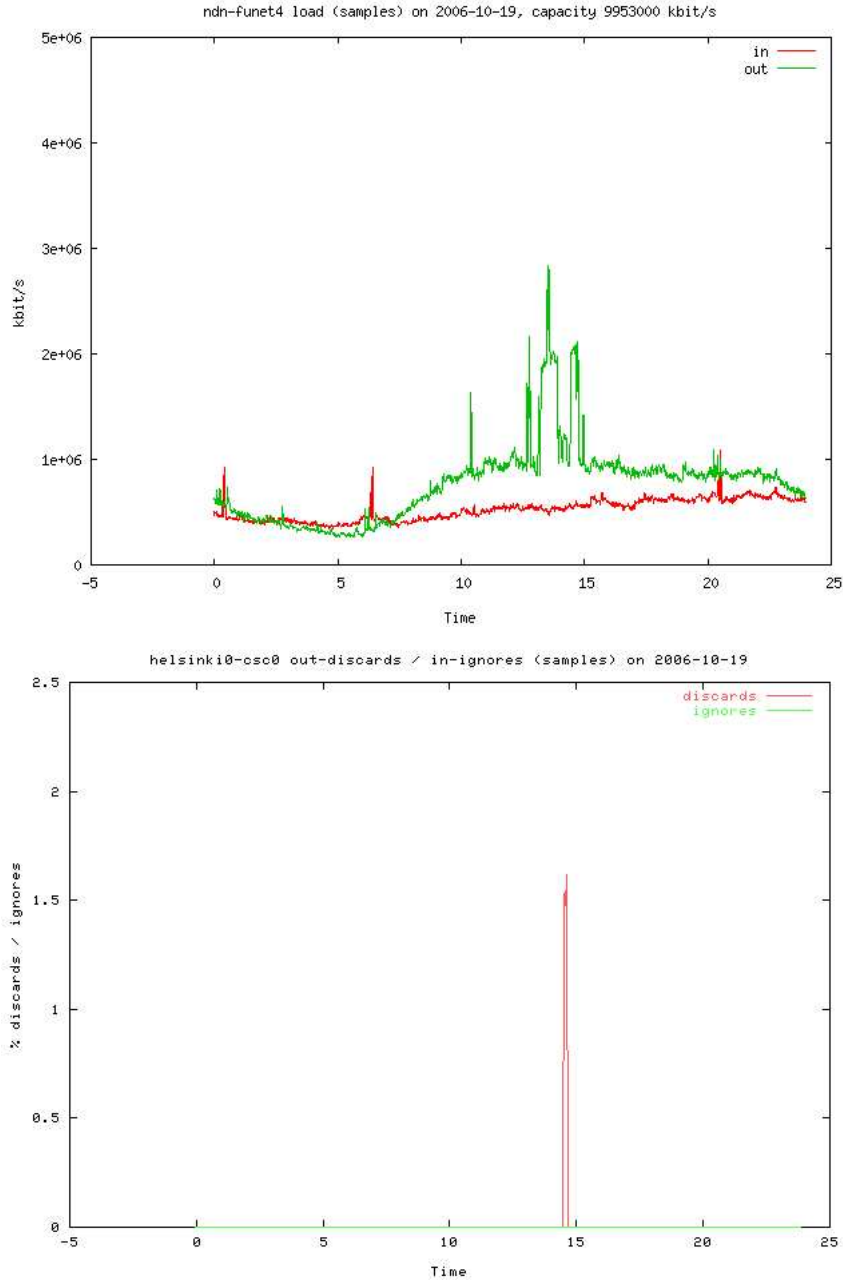 ndn-funet4 load (samples) on 2006-10-19, capacity 9953000 kbit/s
5e+06
in
out
4e+06
3e+06
kbit/s
2e+06
1e+06
0
-5 0 5 10 15 20 25
Time
helsinki0-csc0 out-discards / in-ignores (samples) on 2006-10-19
2.5
discards
ignores
2
1.5
% discards / ignores
1
0.5
0
-5 0 5 10 15 20 25
Time